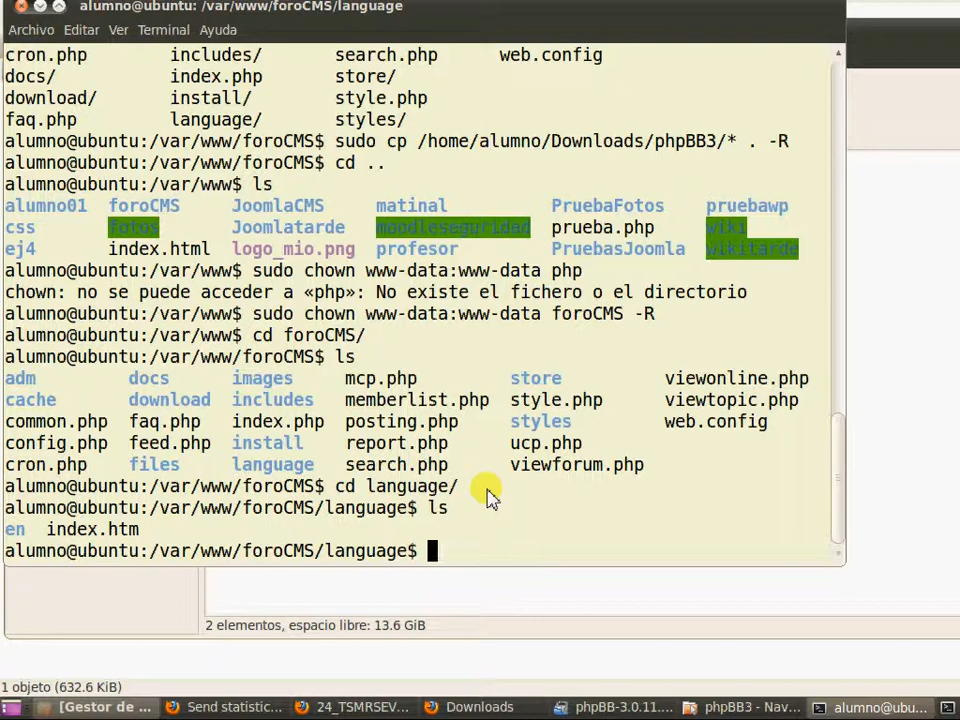 alumno@ubuntu: /var/www/foroCMS/language
Archivo Editar Ver Terminal Ayuda
cron.php includes/ search.php web.config
docs/ index.php store/
download/ install/ style.php
faq.php language/ styles/
alumno@ubuntu:/var/www/foroCMS$ sudo cp /home/alumno/Downloads/phpBB3/* . -R
alumno@ubuntu:/var/www/foroCMS$ cd ..
alumno@ubuntu:/var/www$ ls
alumno01 foroCMS JoomlaCMS matinal PruebaFotos pruebawp
css fotos Joomlatarde moodleseguridad prueba.php wiki
ej4 index.html logo_mio.png profesor PruebasJoomla wikitarde
alumno@ubuntu:/var/www$ sudo chown www-data:www-data php
chown: no se puede acceder a «php»: No existe el fichero o el directorio
alumno@ubuntu:/var/www$ sudo chown www-data:www-data foroCMS -R
alumno@ubuntu:/var/www$ cd foroCMS/
alumno@ubuntu:/var/www/foroCMS$ ls
adm docs images mcp.php store viewonline.php
cache download includes memberlist.php style.php viewtopic.php
common.php faq.php index.php posting.php styles web.config
config.php feed.php install report.php ucp.php
cron.php files language search.php viewforum.php
alumno@ubuntu:/var/www/foroCMS$ cd language/
alumno@ubuntu:/var/www/foroCMS/language$ ls
en index.htm
alumno@ubuntu:/var/www/foroCMS/language$
2 elementos, espacio libre: 13.6 GiB
1 objeto (632.6 KiB)
[Gestor de ... Send statistic... 24_TSMRSEV... Downloads phpBB-3.0.11.... phpBB3 - Nav... alumno@ubu...